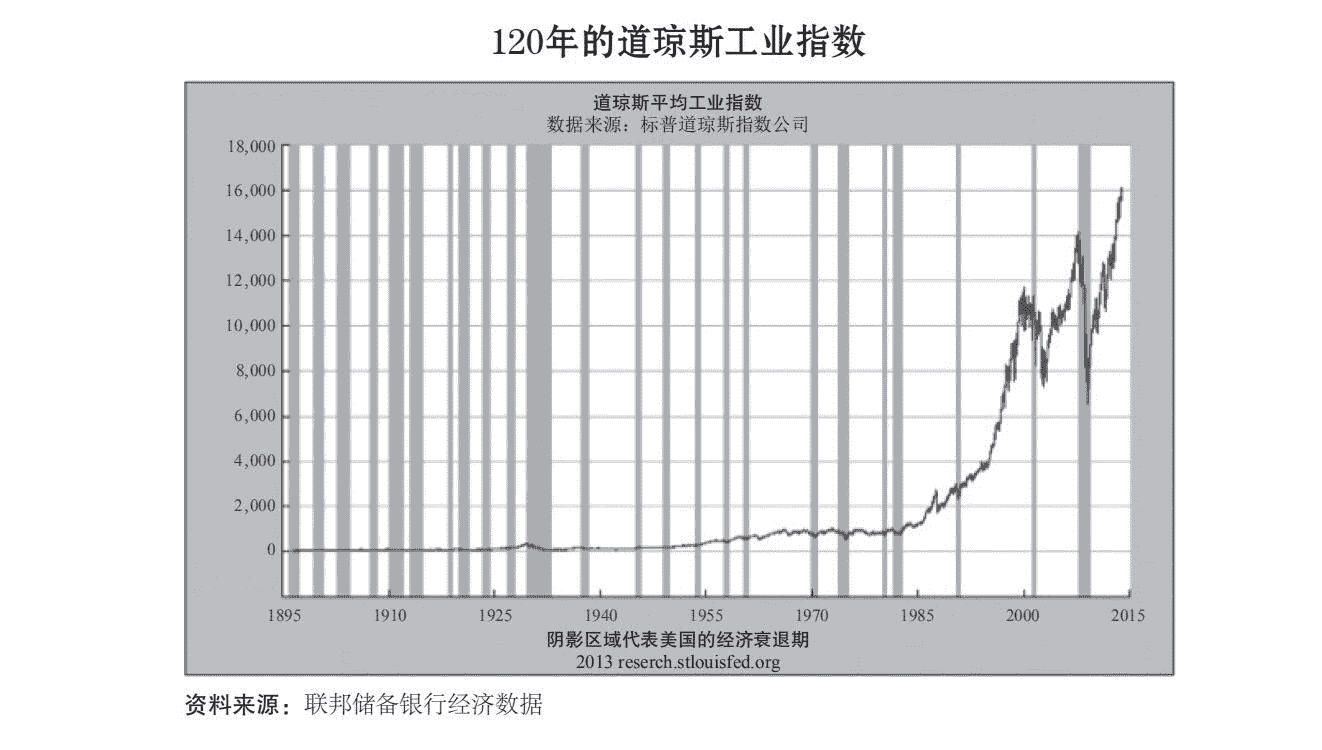 120年的道琼斯工业指数
道琼斯平均工业指数
数据来源：标普道琼斯指数公司
18,000
16,000
14,000
12,000
10,000
8,000
6,000
4,000
2,000
0
1895 1910 1925 1940 1955 1970 1985 2000 2015
阴影区域代表美国的经济衰退期
2013 reserch.stlouisfed.org
资料来源：联邦储备银行经济数据